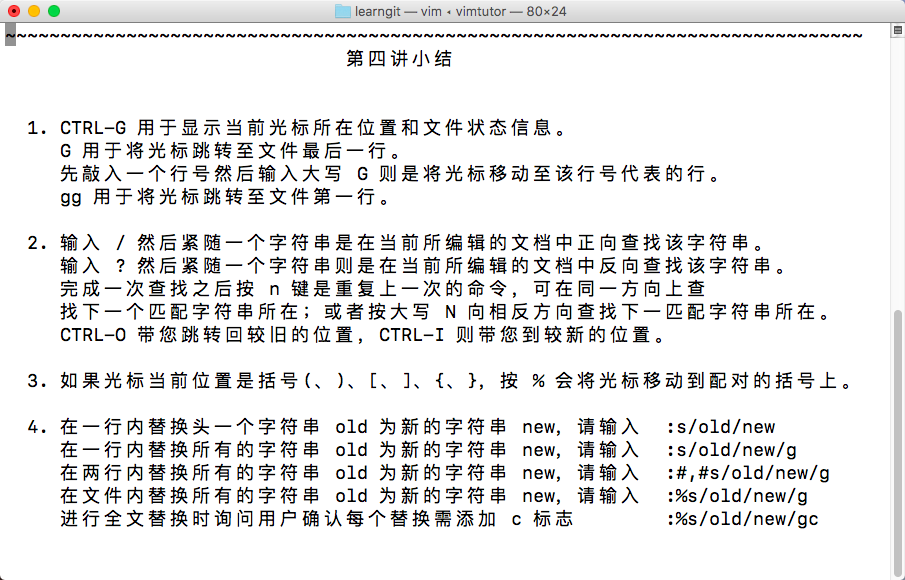 learngit — vim • vimtutor — 80×24
~~~~~~~~~~~~~~~~~~~~~~~~~~~~~~~~~~~~~~~~~~~~~~~~~~~~~~~~~~~~~~~~~~~~~~~~~~~~~~
第四讲小结
1. CTRL-G 用于显示当前光标所在位置和文件状态信息。
G 用于将光标跳转至文件最后一行。
先敲入一个行号然后输入大写 G 则是将光标移动至该行号代表的行。
gg 用于将光标跳转至文件第一行。
2. 输入 / 然后紧随一个字符串是在当前所编辑的文档中正向查找该字符串。
输入 ? 然后紧随一个字符串则是在当前所编辑的文档中反向查找该字符串。
完成一次查找之后按 n 键是重复上一次的命令，可在同一方向上查
找下一个匹配字符串所在；或者按大写 N 向相反方向查找下一匹配字符串所在。
CTRL-O 带您跳转回较旧的位置，CTRL-I 则带您到较新的位置。
3. 如果光标当前位置是括号(、)、[、]、{、}，按 % 会将光标移动到配对的括号上。
4. 在一行内替换头一个字符串 old 为新的字符串 new，请输入 :s/old/new
在一行内替换所有的字符串 old 为新的字符串 new，请输入 :s/old/new/g
在两行内替换所有的字符串 old 为新的字符串 new，请输入 :#,#s/old/new/g
在文件内替换所有的字符串 old 为新的字符串 new，请输入 :%s/old/new/g
进行全文替换时询问用户确认每个替换需添加 c 标志 :%s/old/new/gc